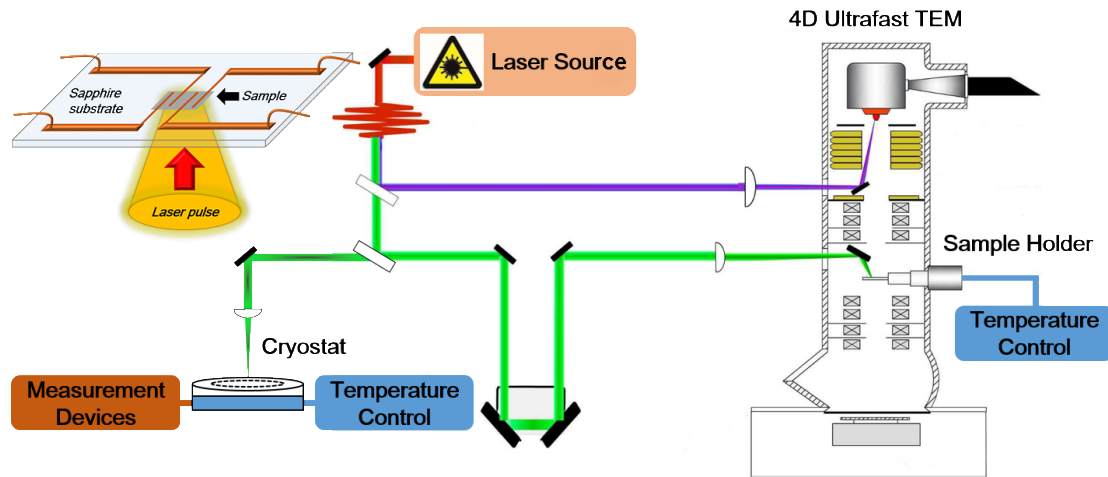 4D Ultrafast TEM
Laser Source
Sapphire
substrate
Sample
Laser pulse
Sample Holder
Temperature
Control
Cryostat
Measurement
Devices
Temperature
Control